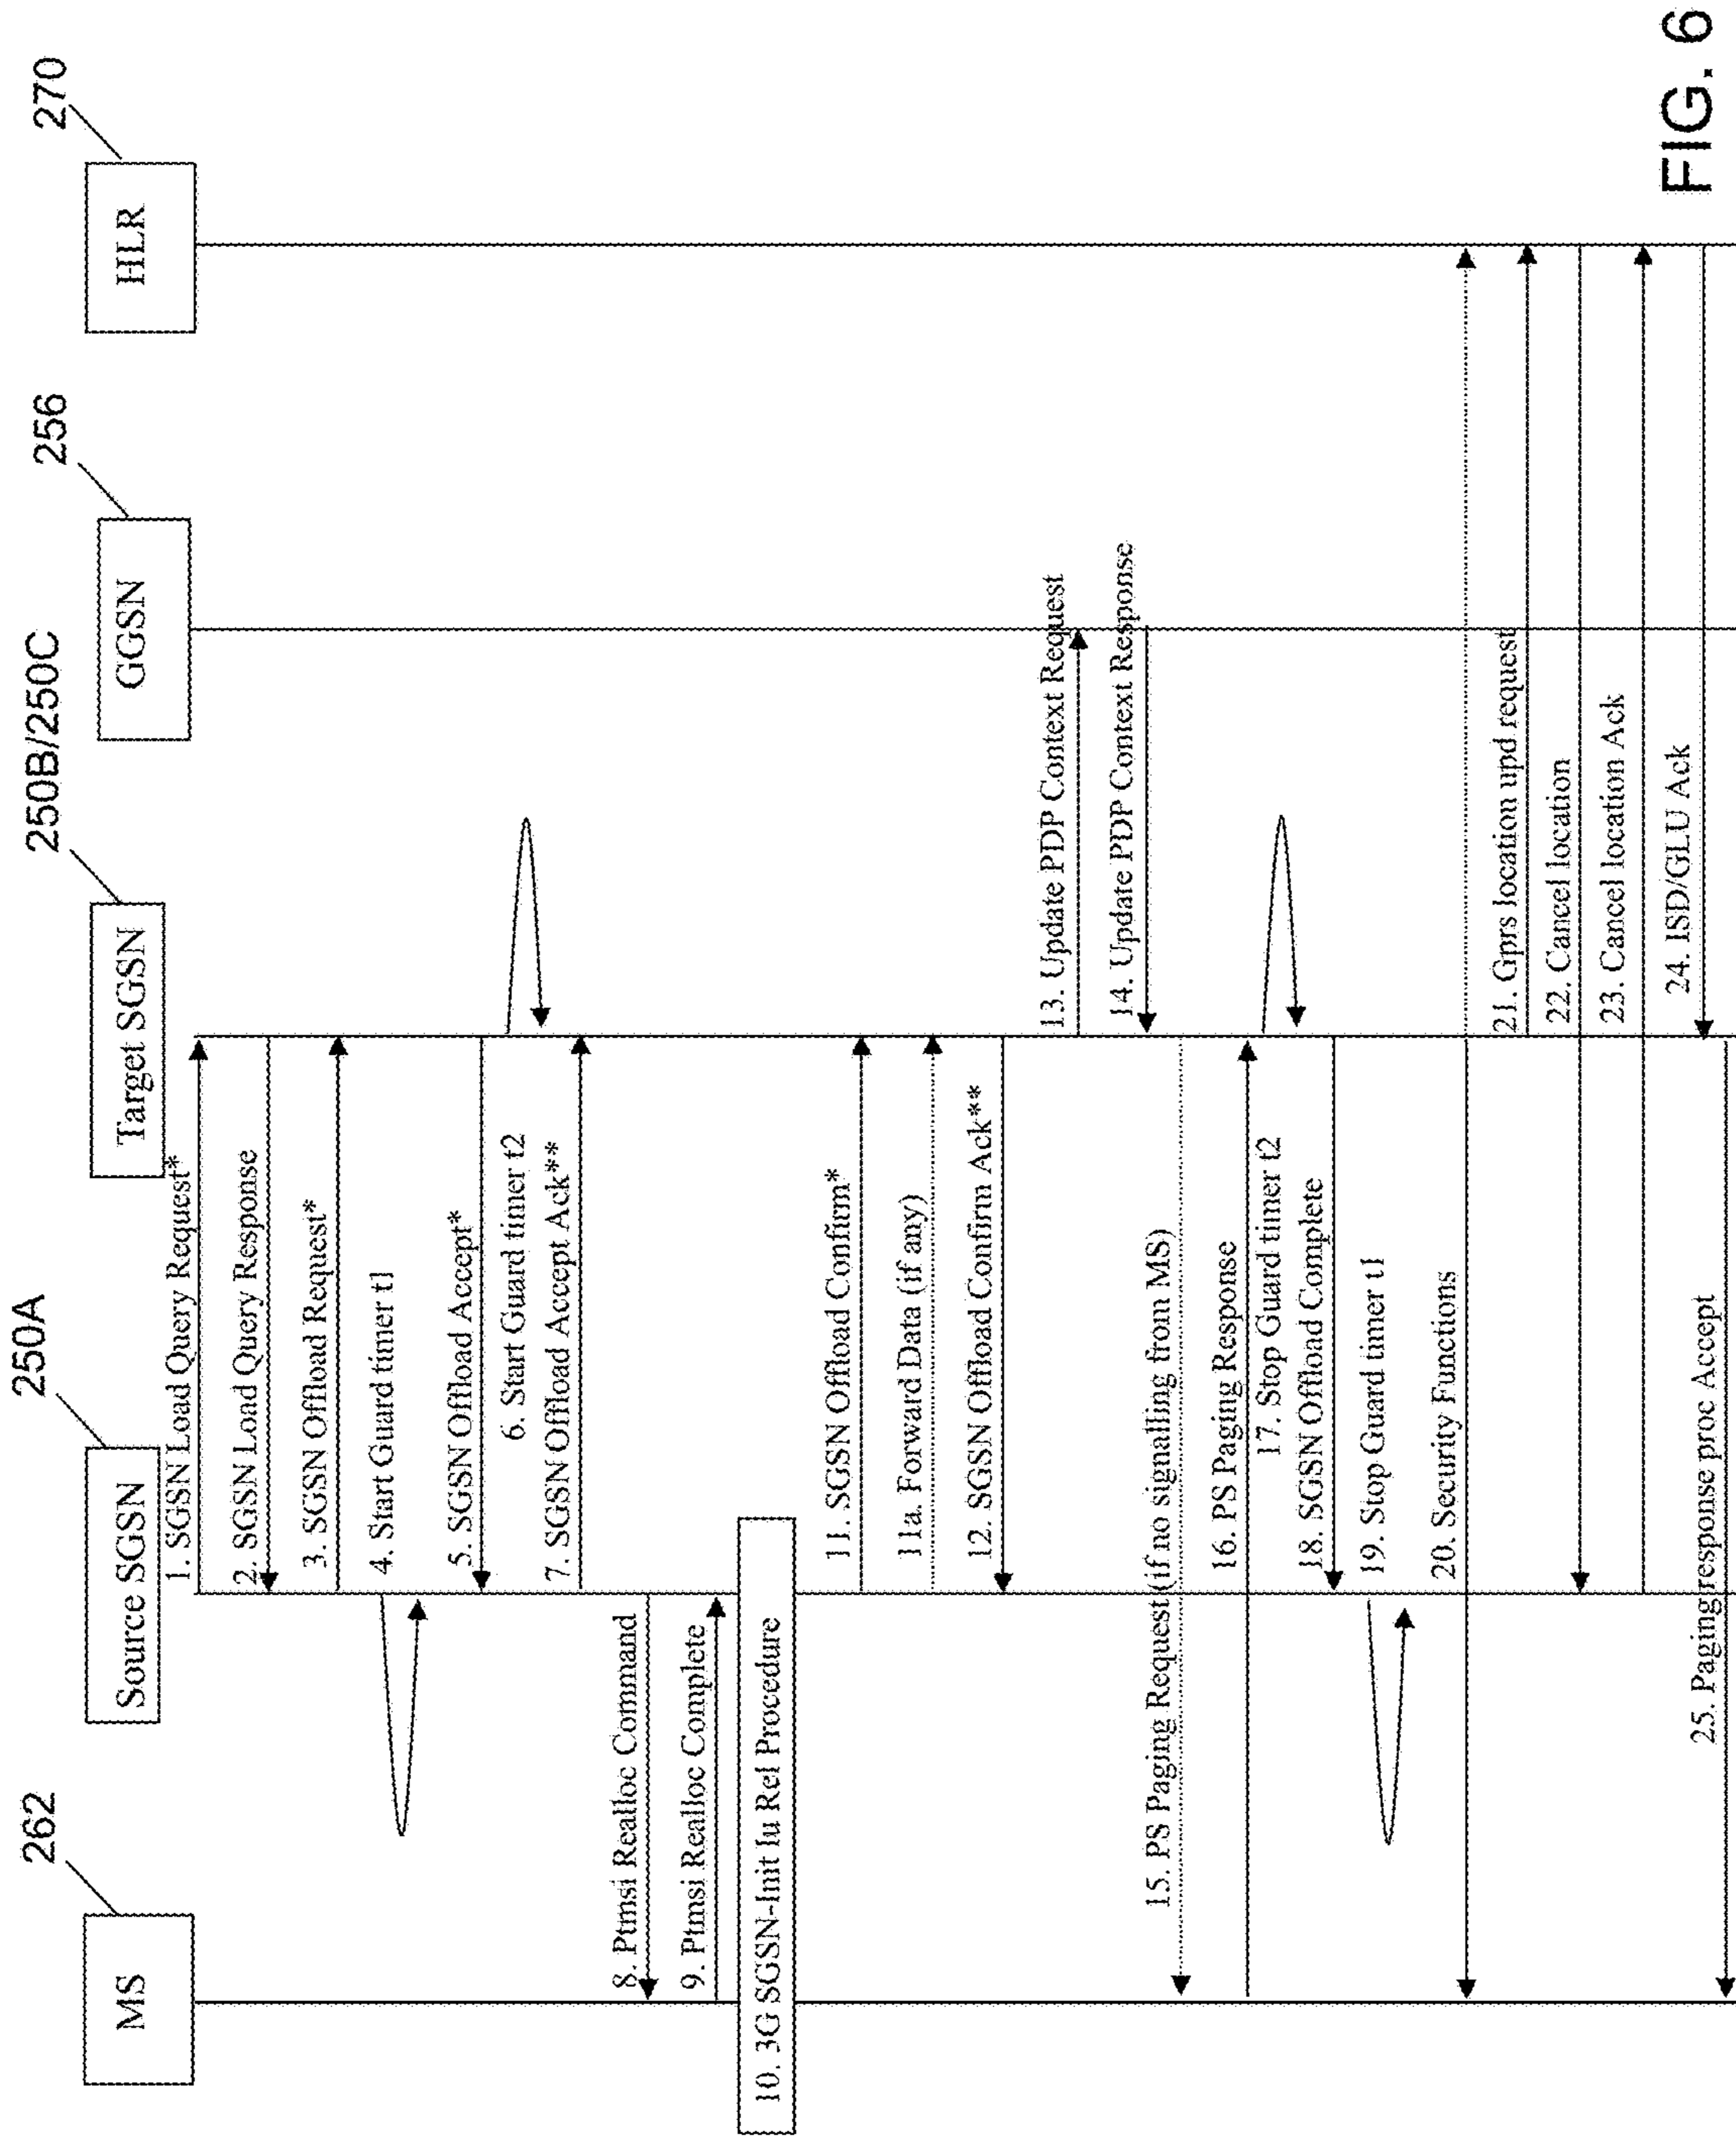 262
250A
250B/250C
256
270
MS
Source SGSN
Target SGSN
GGSN
HLR
1. SGSN Load Query Request*
2. SGSN Load Query Response
3. SGSN Offload Request*
4. Start Guard timer t1
5. SGSN Offload Accept*
6. Start Guard timer t2
7. SGSN Offload Accept Ack**
8. Ptmsi Realloc Command
9. Ptmsi Realloc Complete
10. 3G SGSN-Init Iu Rel Procedure
11. SGSN Offload Confirm*
11a. Forward Data (if any)
12. SGSN Offload Confirm Ack**
13. Update PDP Context Request
14. Update PDP Context Response
15. PS Paging Request(if no signalling from MS)
16. PS Paging Response
17. Stop Guard timer t2
18. SGSN Offload Complete
19. Stop Guard timer t1
20. Security Functions
21. Gprs location upd request
22. Cancel location
23. Cancel location Ack
24. ISD/GLU Ack
25. Pagingresponse proc Accept
FIG. 6